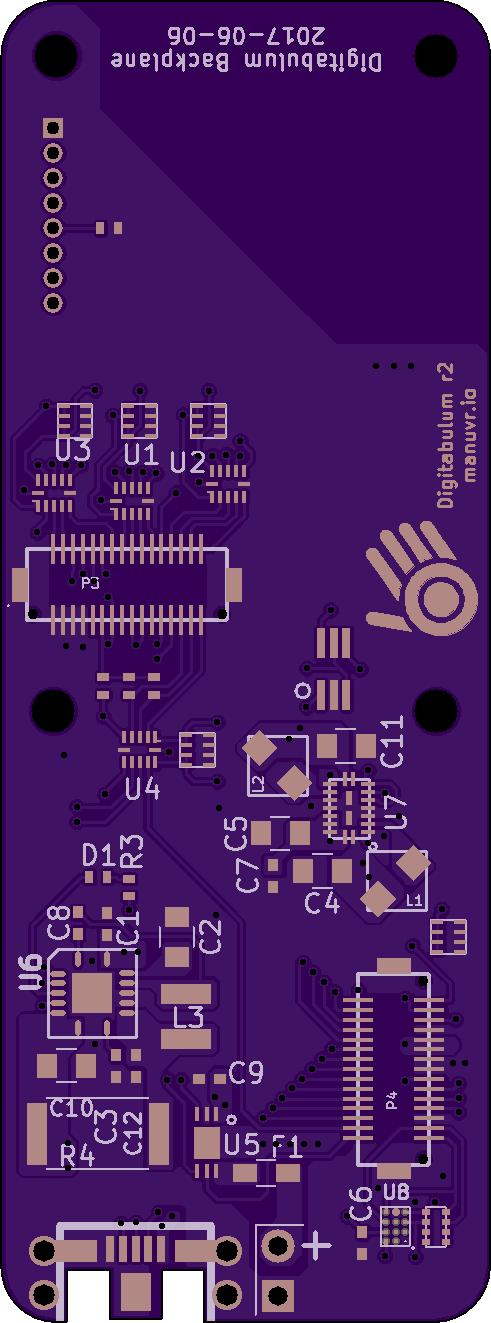 Digitabulum Backplane
2017-06-06
Digitabulum r2
manuvr.io
U3
U1
U2
P3
U4
C11
L2
U7
C5
C7
C4
L1
D1
R3
C8
C1
C2
U6
L3
C9
C10
C3
C12
R4
U5
F1
P4
C6
U8
+